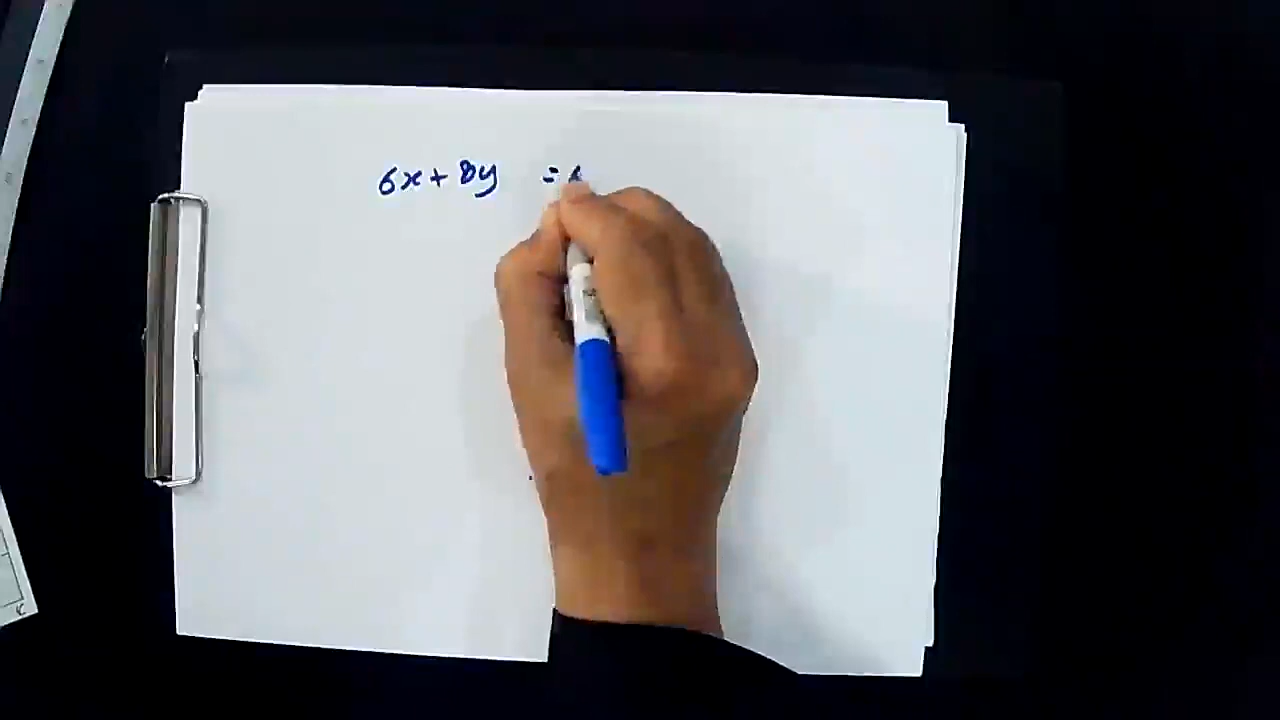 6x + 8y =